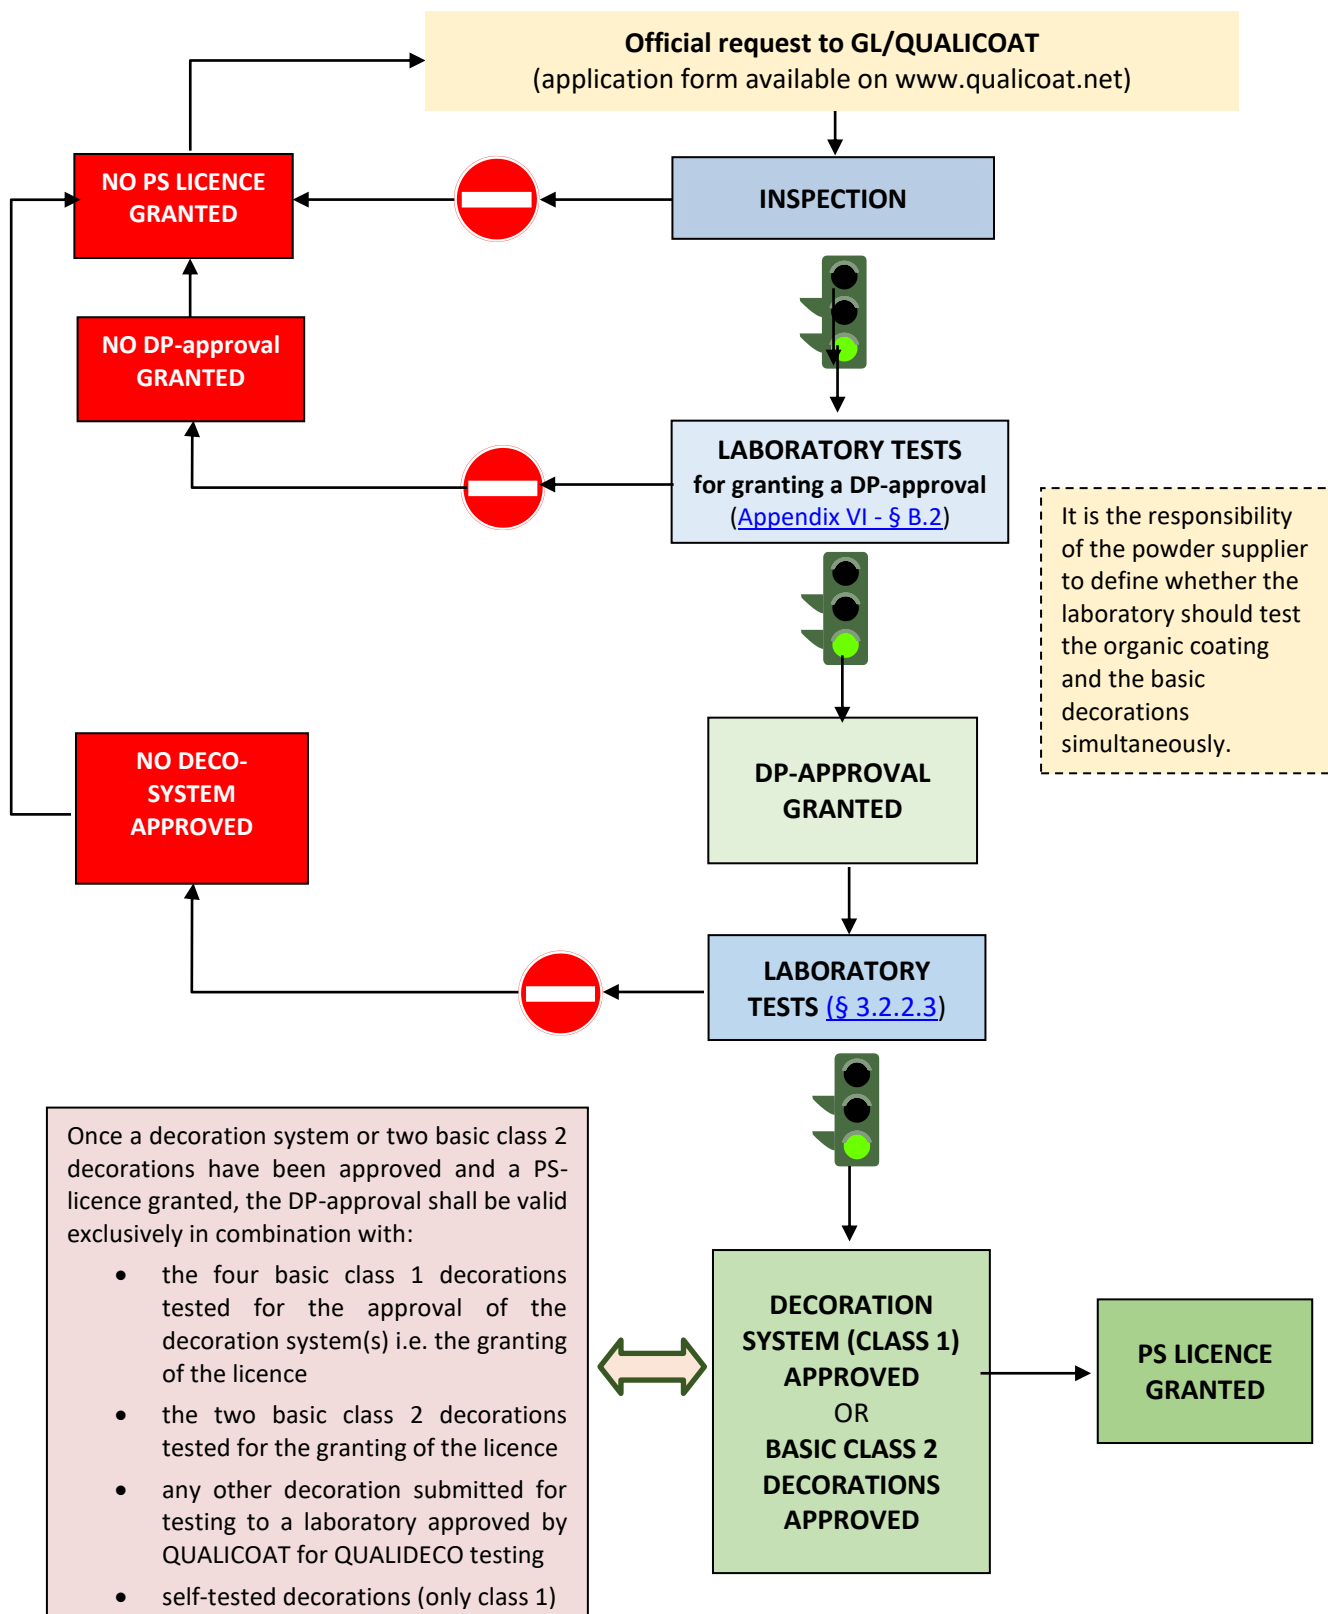 Official request to GL/QUALICOAT
(application form available on www.qualicoat.net)
NO PS LICENCE
GRANTED
INSPECTION
NO DP-approval
GRANTED
LABORATORY TESTS
for granting a DP-approval
(Appendix VI - § B.2)
It is the responsibility
of the powder supplier
to define whether the
laboratory should test
the organic coating
and the basic
decorations
simultaneously.
DP-APPROVAL
GRANTED
NO DECO-
SYSTEM
APPROVED
LABORATORY
TESTS (§ 3.2.2.3)
Once a decoration system or two basic class 2
decorations have been approved and a PS-
licence granted, the DP-approval shall be valid
exclusively in combination with:
• the four basic class 1 decorations
tested for the approval of the
decoration system(s) i.e. the granting
of the licence
• the two basic class 2 decorations
tested for the granting of the licence
• any other decoration submitted for
testing to a laboratory approved by
QUALICOAT for QUALIDECO testing
• self-tested decorations (only class 1)
DECORATION
SYSTEM (CLASS 1)
APPROVED
OR
BASIC CLASS 2
DECORATIONS
APPROVED
PS LICENCE
GRANTED